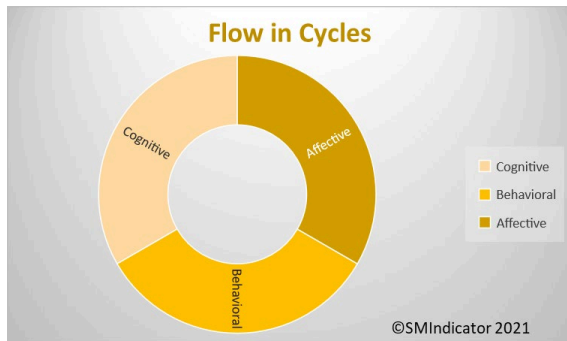 Flow in Cycles
Cognitive
Affective
Behavioral
Cognitive
Behavioral
Affective
©SMIndicator 2021